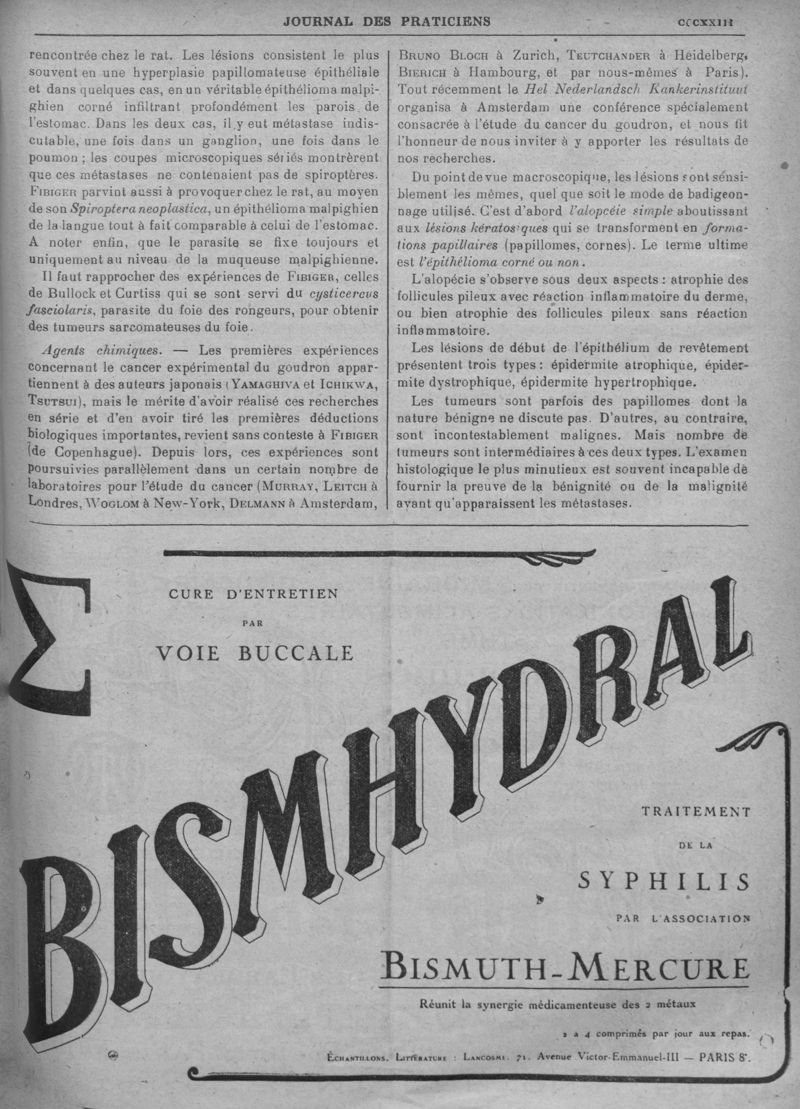 JOURNAL DES PRATICIENS
CCCXXIII
rencontrée chez le rat. Les lésions consistent le plus
souvent en une hyperplasie papillomateuse épithéliale
et dans quelques cas, en un véritable épithélioma malpi-
ghien corné infiltrant profondément les parois de
l'estomac. Dans les deux cas, il y eut métastase indis-
cutable, une fois dans un ganglion, une fois dans le
poumon ; les coupes microscopiques sériés montrèrent
que ces métastases ne contenaient pas de spiroptères.
FIBIGER parvint aussi à provoquer chez le rat, au moyen
de son Spiroptera neoplastica, un épithélioma malpighien
de la langue tout à fait comparable à celui de l'estomac.
A noter enfin, que le parasite se fixe toujours et
uniquement au niveau de la muqueuse malpighienne.
Il faut rapprocher des expériences de FIBIGER, celles
de Bullock et Curtiss qui se sont servi du cysticercus
fasciolaris, parasite du foie des rongeurs, pour obtenir
des tumeurs sarcomateuses du foie.
Agents chimiques. — Les premières expériences
concernant le cancer expérimental du goudron appar-
tiennent à des auteurs japonais (YAMAGHIVA et ICHIKWA,
TSUTSUI), mais le mérite d'avoir réalisé ces recherches
en série et d'en avoir tiré les premières déductions
biologiques importantes, revient sans conteste à FIBIGER
(de Copenhague). Depuis lors, ces expériences sont
poursuivies parallèlement dans un certain nombre de
laboratoires pour l'étude du cancer (MURRAY, LEITCH à
Londres, WOGLOM à New-York, DELMANN à Amsterdam,
BRUNO BLOCH à Zurich, TEUTCHANDER à Heidelberg,
BIERICH à Hambourg, et par nous-mêmes à Paris).
Tout récemment le Hel Nederlandsch Kankerinstituut
organisa à Amsterdam une conférence spécialement
consacrée à l'étude du cancer du goudron, et nous fit
l'honneur de nous inviter à y apporter les résultats de
nos recherches.
Du point de vue macroscopique, les lésions sont sensi-
blement les mêmes, quel que soit le mode de badigeon-
nage utilisé. C'est d'abord l'alopcéie simple aboutissant
aux lésions kératosiques qui se transforment en forma-
tions papillaires (papillomes, cornes). Le terme ultime
est l'épithélioma corné ou non.
L'alopécie s'observe sous deux aspects : atrophie des
follicules pileux avec réaction inflammatoire du derme,
ou bien atrophie des follicules pileux sans réaction
inflammatoire.
Les lésions de début de l'épithélium de revêtement
présentent trois types : épidermite atrophique, épider-
mite dystrophique, épidermite hypertrophique.
Les tumeurs sont parfois des papillomes dont la
nature bénigne ne discute pas. D'autres, au contraire,
sont incontestablement malignes. Mais nombre de
tumeurs sont intermédiaires à ces deux types. L'examen
histologique le plus minutieux est souvent incapable de
fournir la preuve de la bénignité ou de la malignité
avant qu'apparaissent les métastases.
Σ
CURE D'ENTRETIEN
PAR
VOIE BUCCALE
BISMHYDRAL
TRAITEMENT
DE LA
SYPHILIS
PAR L'ASSOCIATION
BISMUTH-MERCURE
Réunit la synergie médicamenteuse des 2 métaux
2 a 4 comprimés par jour aux repas.
ÉCHANTILLONS. LITTÉRATURE : LANCOSME. 71. Avenue Victor-Emmanuel-III — PARIS 8e.